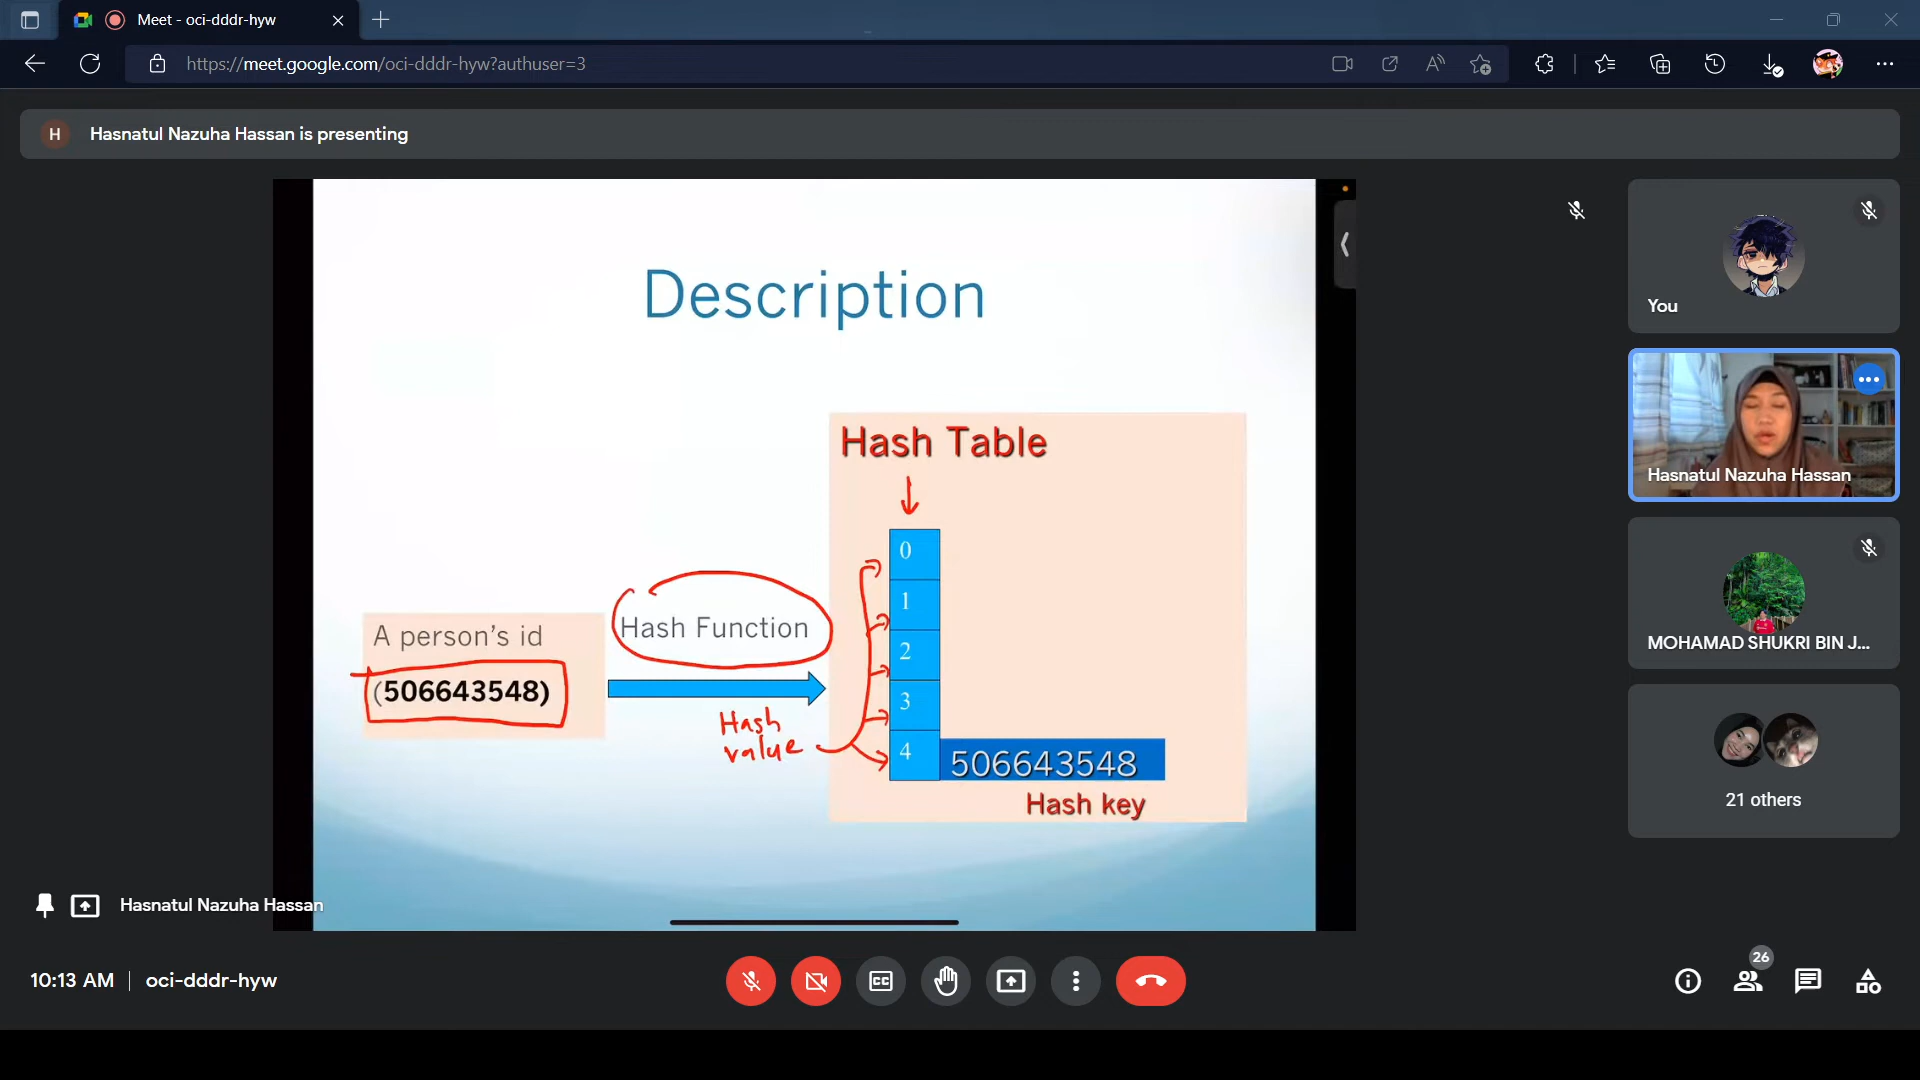 Meet - oci-dddr-hyw
https://meet.google.com/oci-dddr-hyw?authuser=3
H
Hasnatul Nazuha Hassan is presenting
Description
Hash Table
0
1
2
3
4
Hash Function
A person's id
(506643548)
Hash
value
506643548
Hash key
You
Hasnatul Nazuha Hassan
MOHAMAD SHUKRI BIN J...
21 others
Hasnatul Nazuha Hassan
10:13 AM | oci-dddr-hyw
CC
26